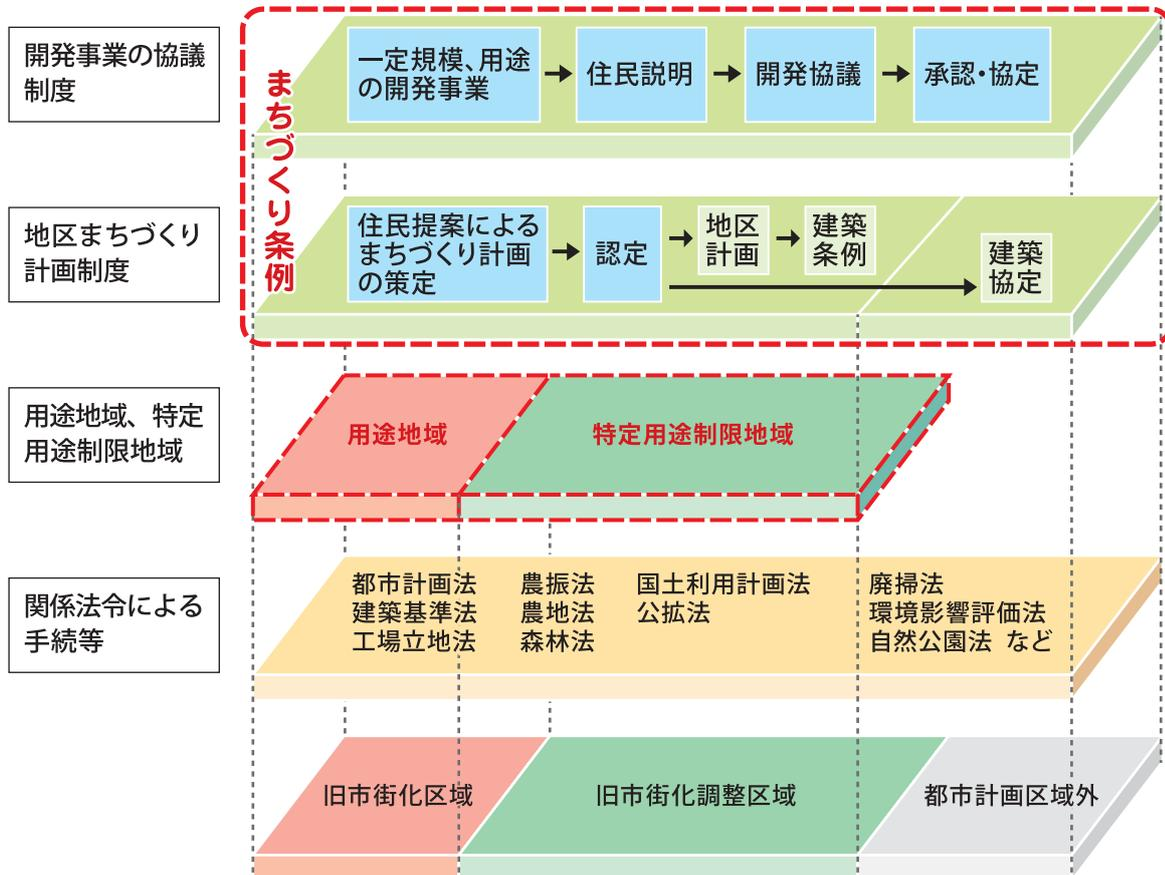 開発事業の協議
制度
まちづくり条例
一定規模、用途
の開発事業
住民説明
開発協議
承認・協定
地区まちづくり
計画制度
住民提案による
まちづくり計画
の策定
認定
地区
計画
建築
条例
建築
協定
用途地域、特定
用途制限地域
用途地域
特定用途制限地域
関係法令による
手続等
都市計画法
建築基準法
工場立地法
農振法
農地法
森林法
国土利用計画法
公拡法
廃掃法
環境影響評価法
自然公園法 など
旧市街化区域
旧市街化調整区域
都市計画区域外